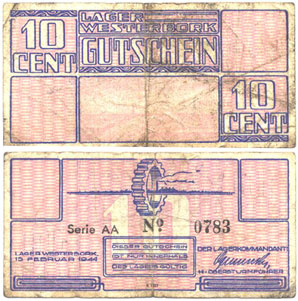 10
CENT
LAGER
WESTERBORK
GUTSCHEIN
10
CENT
Serie AA No 0783
LAGER WESTERBORK
15 FEBRUAR 1944
DIESER GUTSCHEIN
IST NUR INNERHALB
DES LAGERS GÜLTIG
DER LAGERKOMMANDANT
OBERSTURMFÜHRER